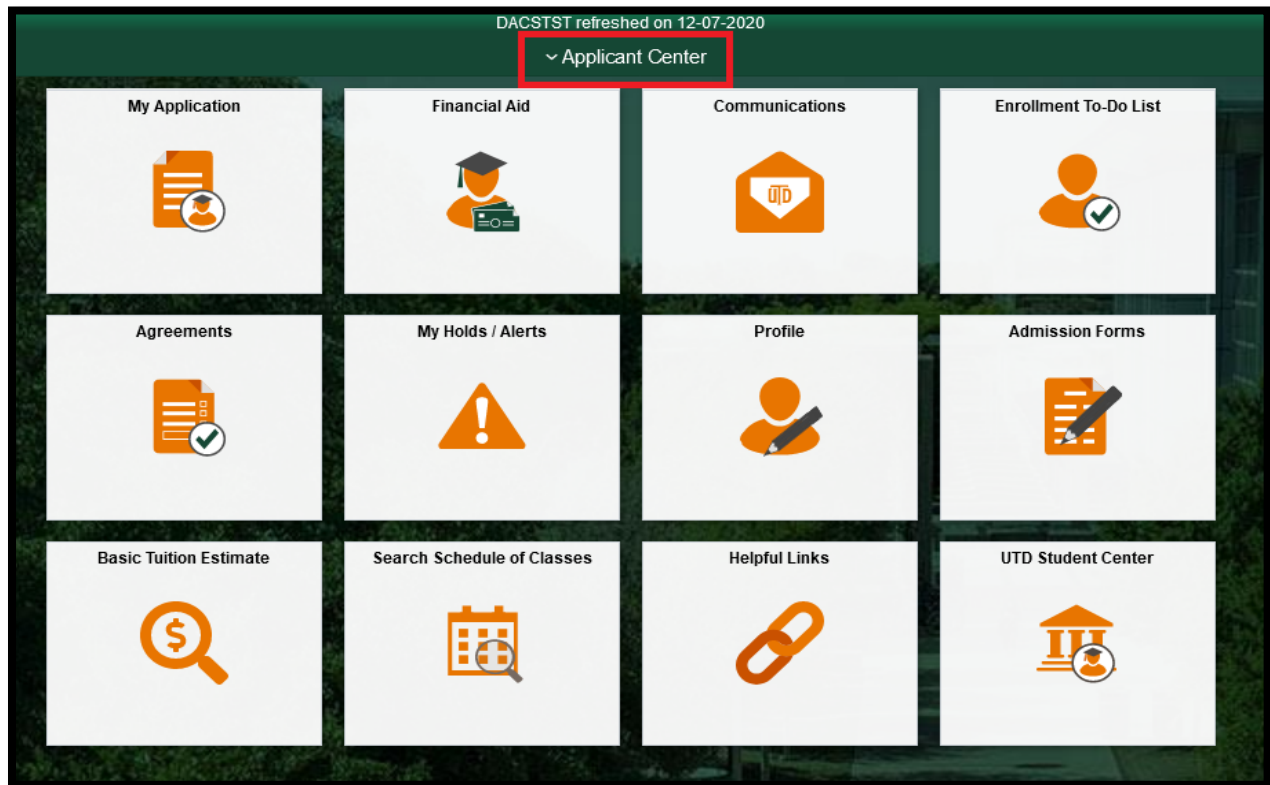 DACSTST refreshed on 12-07-2020
Applicant Center
My Application
Financial Aid
Communications
Enrollment To-Do List
UTD
Agreements
My Holds / Alerts
Profile
Admission Forms
Basic Tuition Estimate
Search Schedule of Classes
Helpful Links
UTD Student Center
$